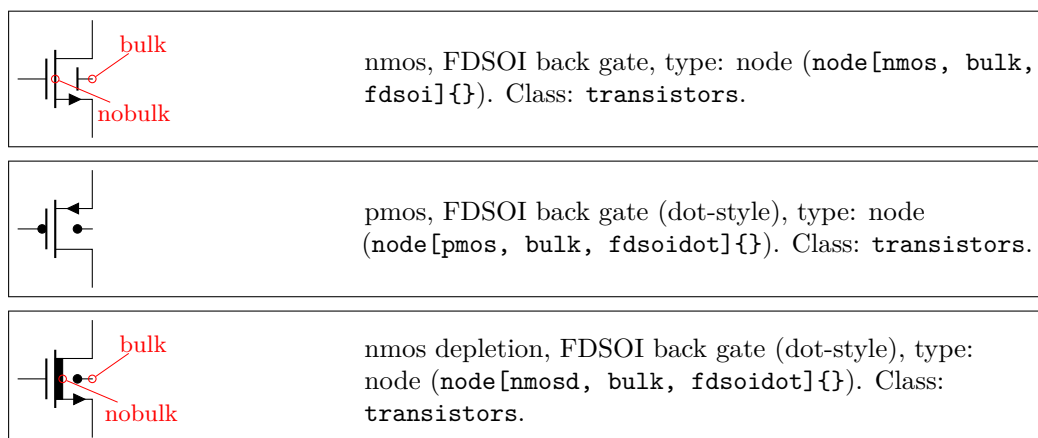 bulk
nobulk
nmos, FDSOI back gate, type: node (node[nmos, bulk,
fdsoi]{}). Class: transistors.
pmos, FDSOI back gate (dot-style), type: node
(node[pmos, bulk, fdsoidot]{}). Class: transistors.
bulk
nobulk
nmos depletion, FDSOI back gate (dot-style), type:
node (node[nmosd, bulk, fdsoidot]{}). Class:
transistors.